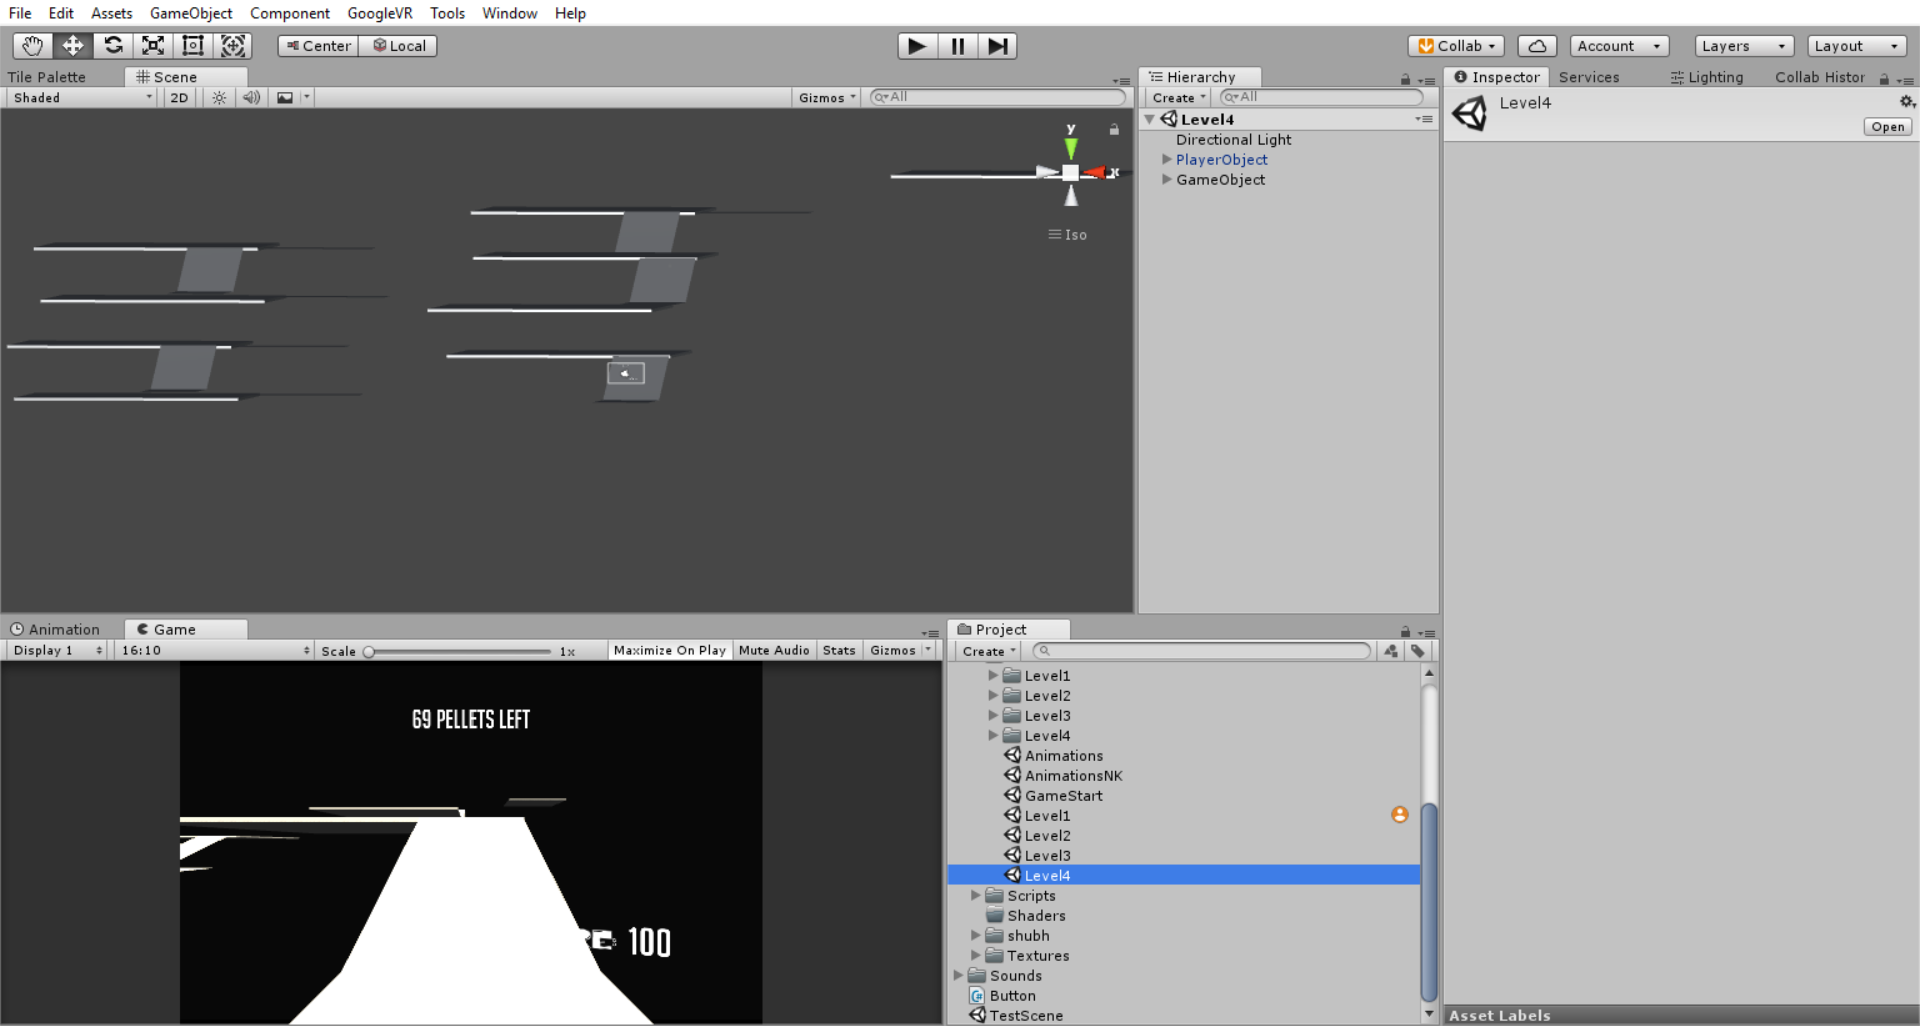 File Edit Assets GameObject Component GoogleVR Tools Window Help
Center Local Collab Account Layers Layout
Tile Palette Scene
Shaded 2D Gizmos All
y
x
Iso
Hierarchy
Create All
Level4
Directional Light
PlayerObject
GameObject
Inspector Services Lighting Collab Histor
Level4
Open
Animation Game
Display 1 16:10 Scale 1x Maximize On Play Mute Audio Stats Gizmos
69 PELLETS LEFT
RE: 100
Project
Create
Level1
Level2
Level3
Level4
Animations
AnimationsNK
GameStart
Level1
Level2
Level3
Level4
Scripts
Shaders
shubh
Textures
Sounds
Button
TestScene
Asset Labels